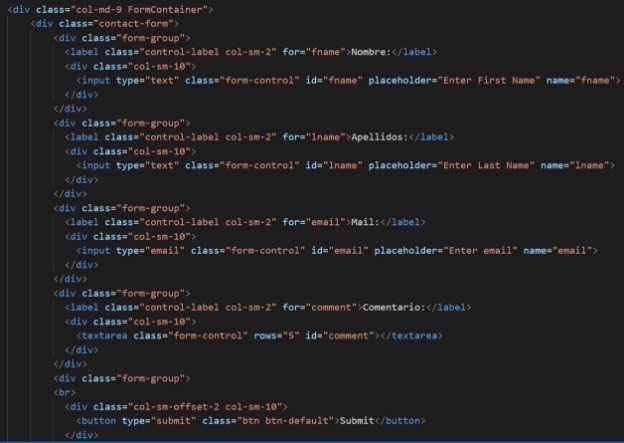 <div class="col-md-9 FormContainer">
<div class="contact-form">
<div class="form-group">
<label class="control-label col-sm-2" for="fname">Nombre:</label>
<div class="col-sm-10">
<input type="text" class="form-control" id="fname" placeholder="Enter First Name" name="fname">
</div>
</div>
<div class="form-group">
<label class="control-label col-sm-2" for="lname">Apellidos:</label>
<div class="col-sm-10">
<input type="text" class="form-control" id="lname" placeholder="Enter Last Name" name="lname">
</div>
</div>
<div class="form-group">
<label class="control-label col-sm-2" for="email">Mail:</label>
<div class="col-sm-10">
<input type="email" class="form-control" id="email" placeholder="Enter email" name="email">
</div>
</div>
<div class="form-group">
<label class="control-label col-sm-2" for="comment">Comentario:</label>
<div class="col-sm-10">
<textarea class="form-control" rows="5" id="comment"></textarea>
</div>
</div>
<div class="form-group">
<br>
<div class="col-sm-offset-2 col-sm-10">
<button type="submit" class="btn btn-default">Submit</button>
</div>